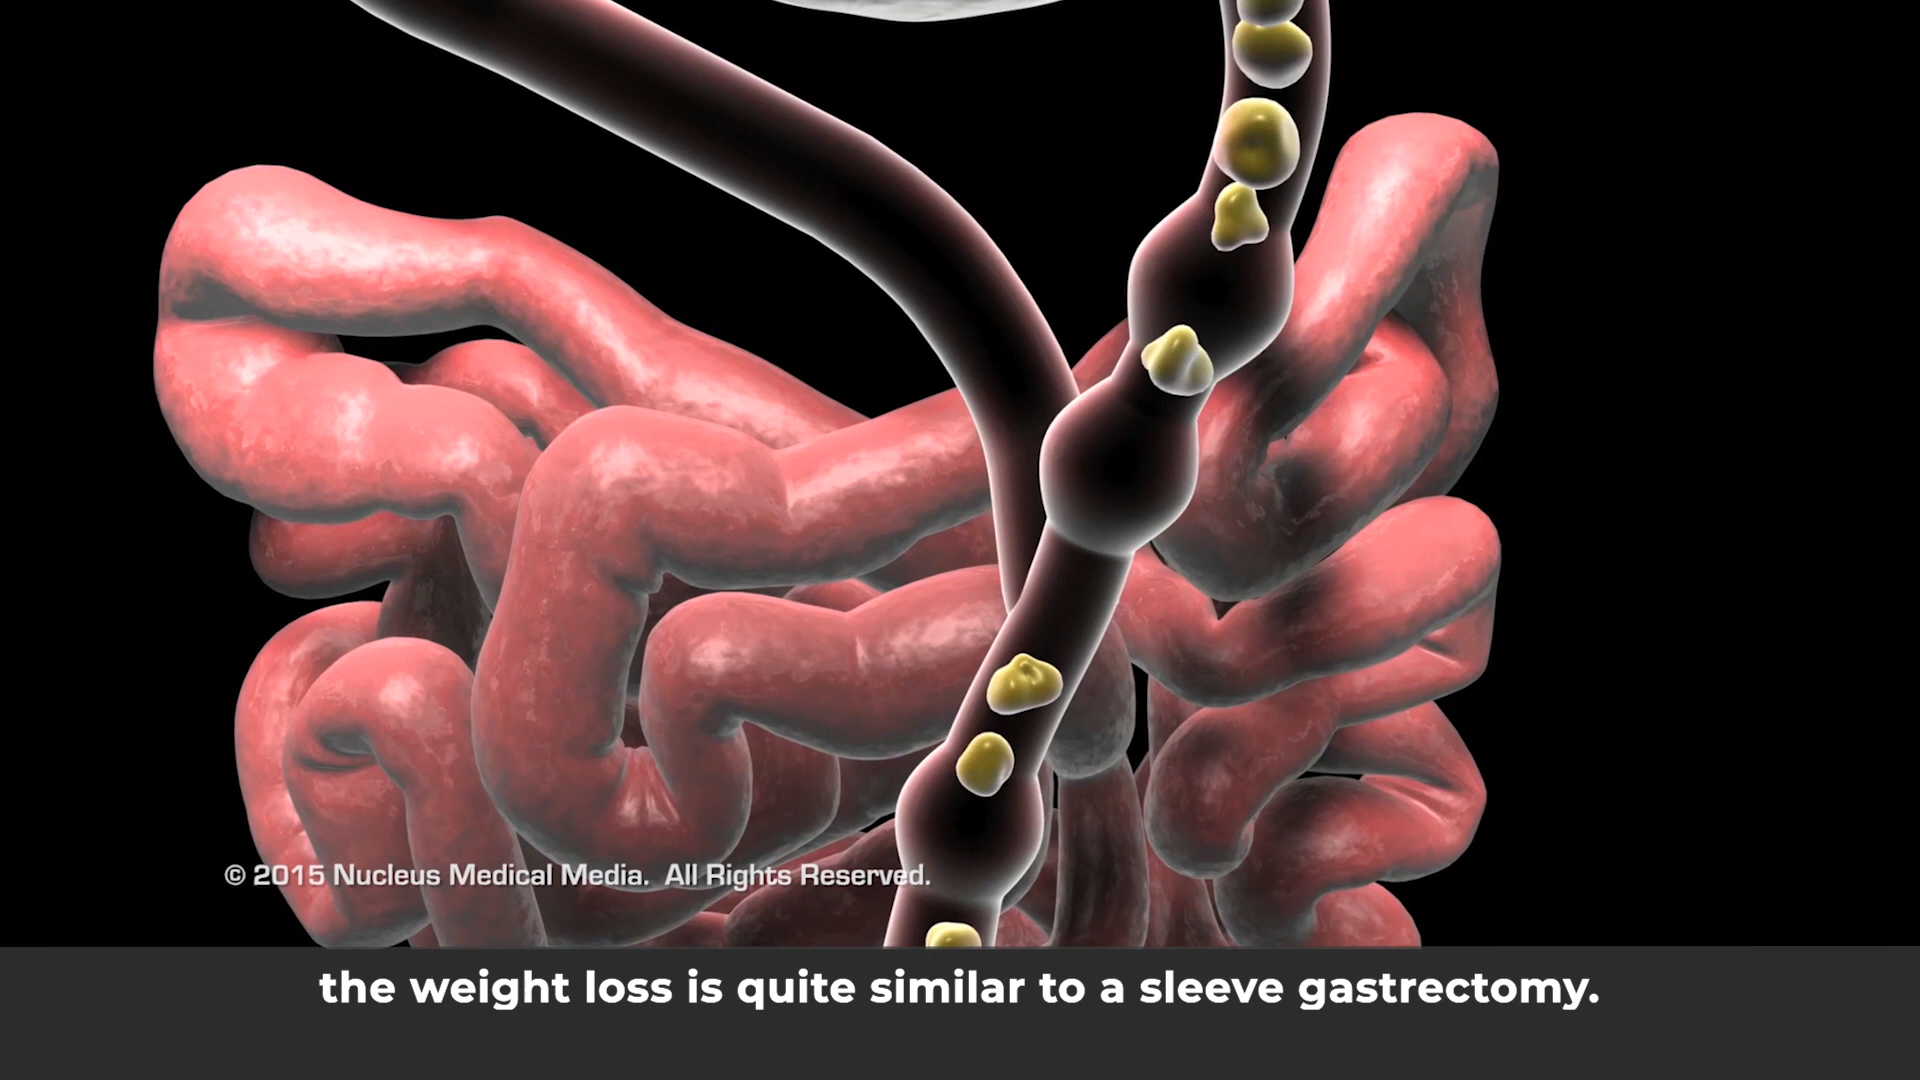 © 2015 Nucleus Medical Media. All Rights Reserved.
the weight loss is quite similar to a sleeve gastrectomy.